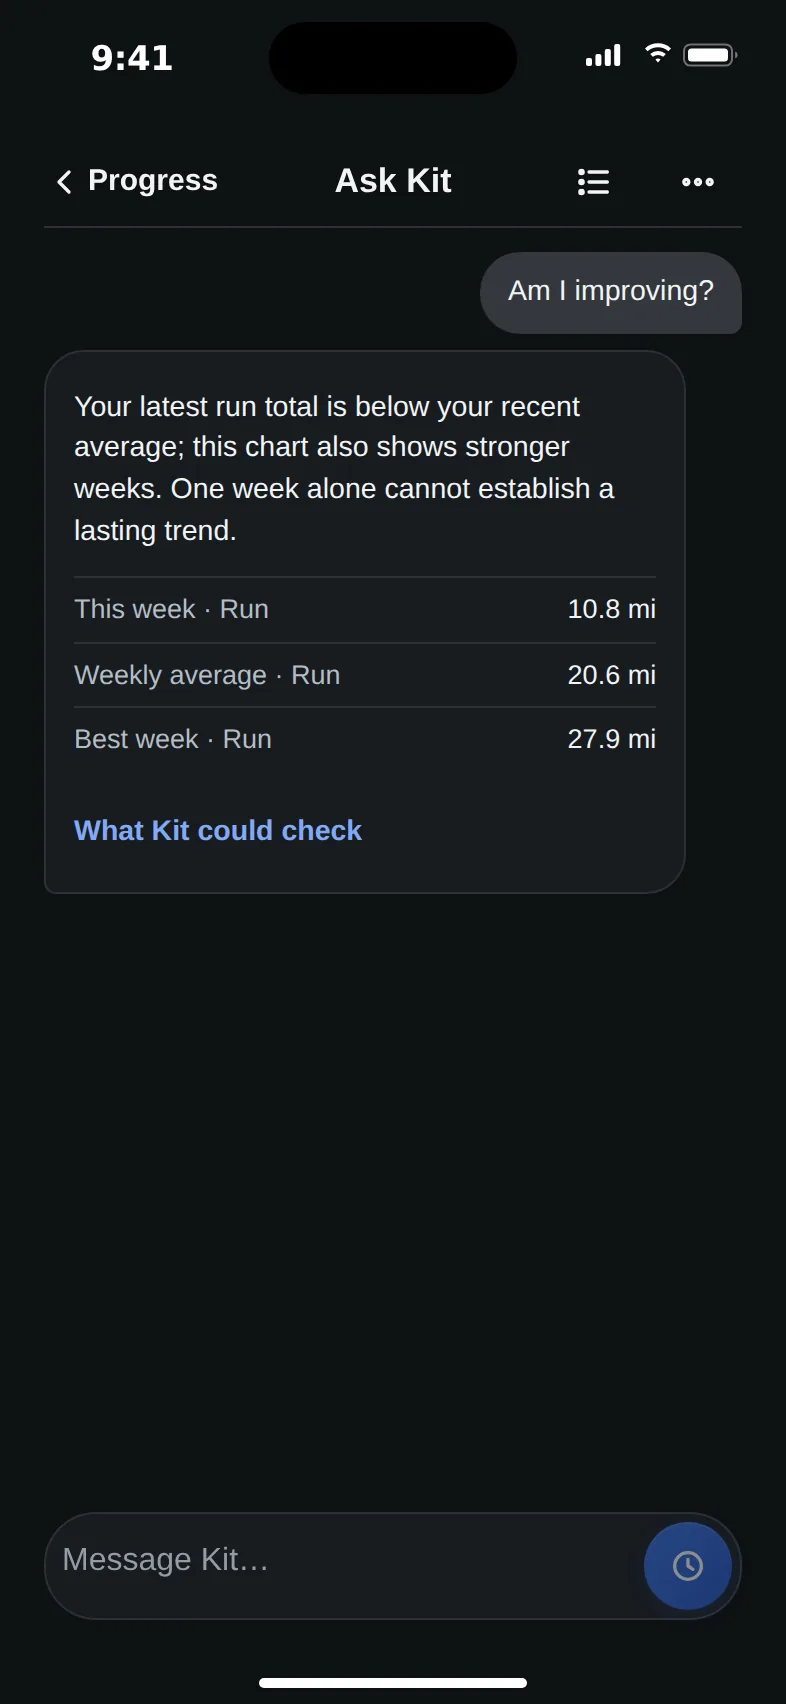 9:41
Progress
Ask Kit
Am I improving?
Your latest run total is below your recent
average; this chart also shows stronger
weeks. One week alone cannot establish a
lasting trend.
This week · Run 10.8 mi
Weekly average · Run 20.6 mi
Best week · Run 27.9 mi
What Kit could check
Message Kit…